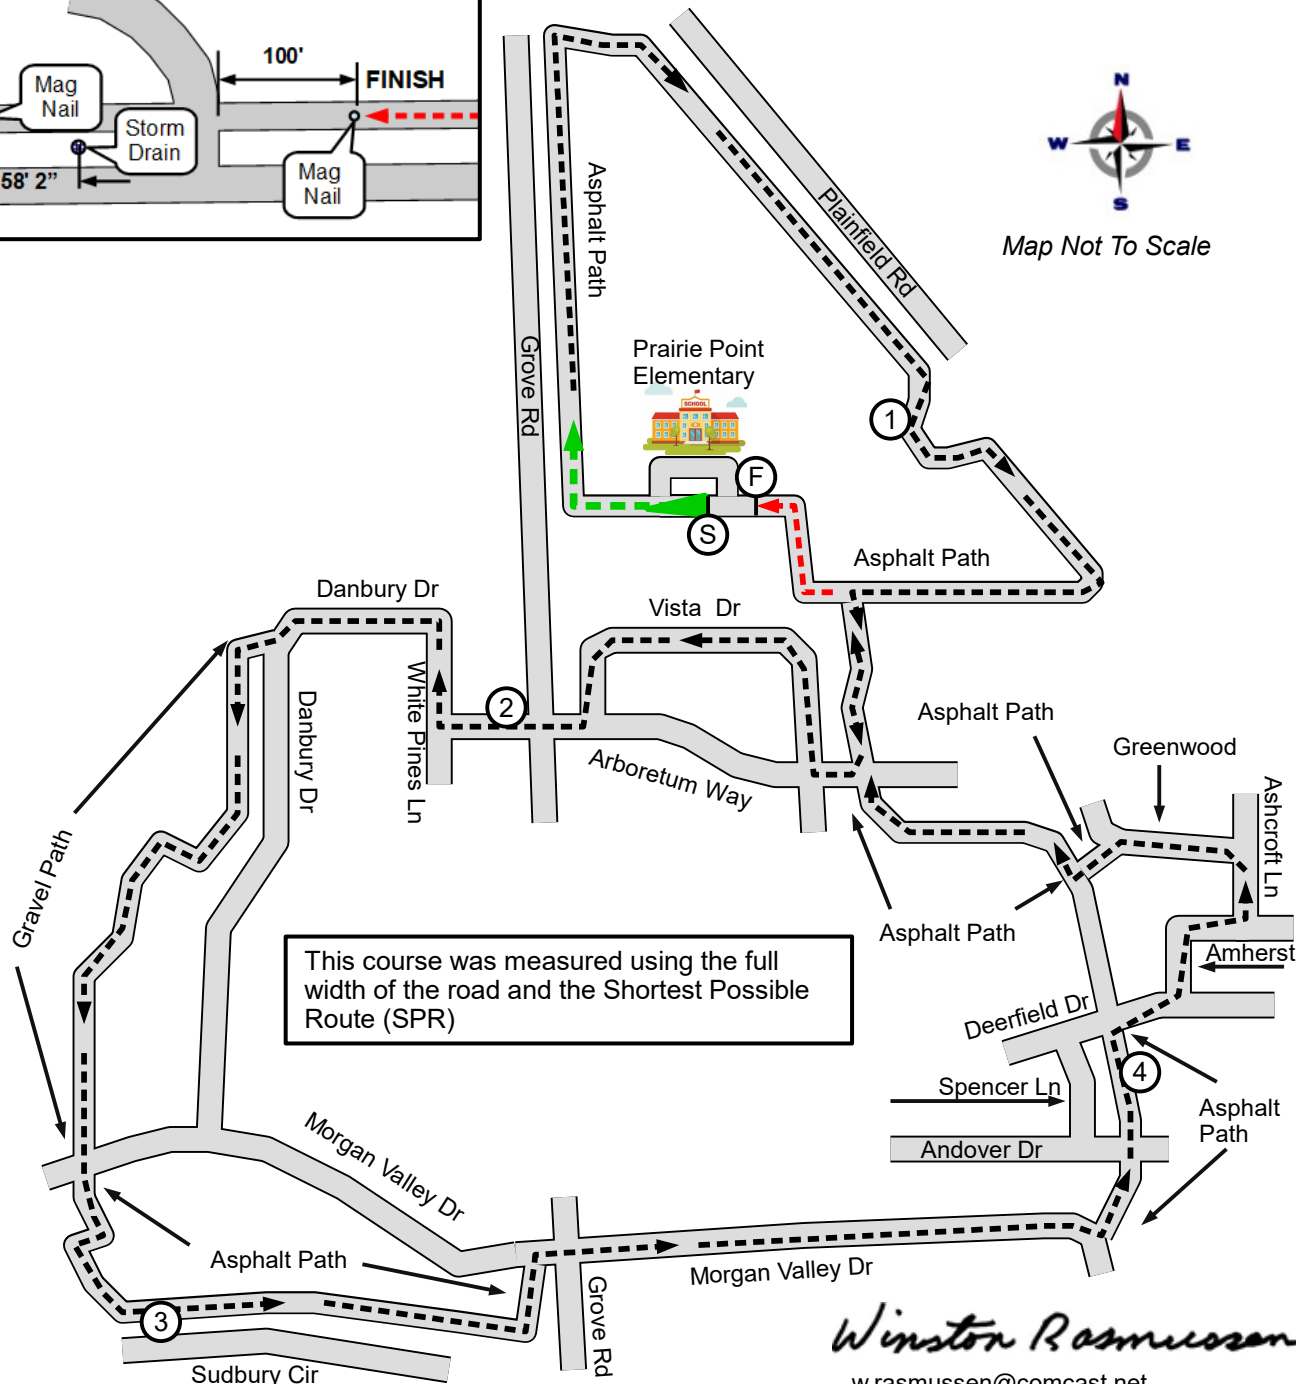 100'
FINISH
Mag
Nail
Storm
Drain
Mag
Nail
58' 2”
N
W
E
S
Map Not To Scale
Asphalt Path
Plainfield Rd
Grove Rd
Prairie Point
Elementary
SCHOOL
1
F
S
Asphalt Path
Danbury Dr
Vista Dr
White Pines Ln
2
Danbury Dr
Arboretum Way
Asphalt Path
Greenwood
Ashcroft Ln
Gravel Path
Asphalt Path
Amherst
This course was measured using the full
width of the road and the Shortest Possible
Route (SPR)
Deerfield Dr
4
Spencer Ln
Asphalt
Path
Andover Dr
Morgan Valley Dr
Asphalt Path
Morgan Valley Dr
Grove Rd
3
Sudbury Cir
Winston Rasmussen
w.rasmussen@comcast.net